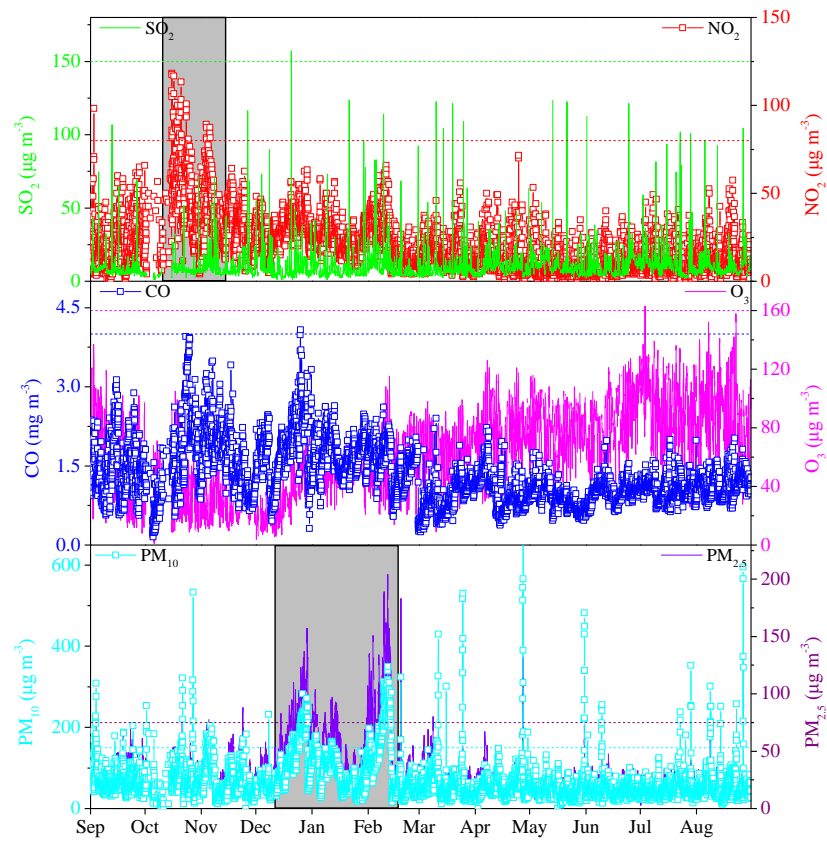 SO₂ NO₂
SO₂ (μg m⁻³)
0 50 100 150
NO₂ (μg m⁻³)
0 50 100 150
CO O₃
CO (mg m⁻³)
0.0 1.5 3.0 4.5
O₃ (μg m⁻³)
0 40 80 120 160
PM₁₀ PM₂.₅
PM₁₀ (μg m⁻³)
0 200 400 600
PM₂.₅ (μg m⁻³)
0 50 100 150 200
Sep Oct Nov Dec Jan Feb Mar Apr May Jun Jul Aug